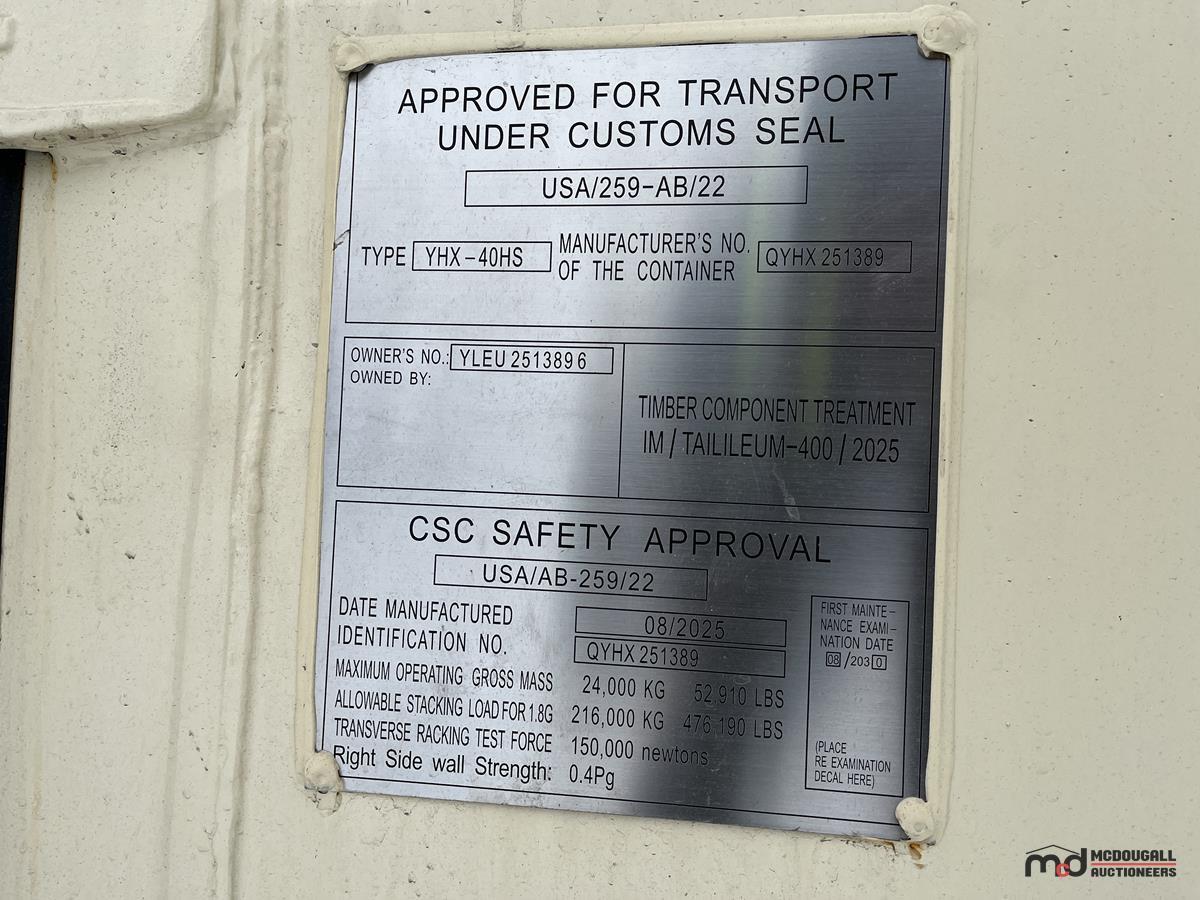 APPROVED FOR TRANSPORT
UNDER CUSTOMS SEAL
USA/259-AB/22
TYPE YHX-40HS MANUFACTURER'S NO. OF THE CONTAINER QYHX 251389
OWNER'S NO.: YLEU 2513896
OWNED BY:
TIMBER COMPONENT TREATMENT
IM / TAILILEUM-400 / 2025
CSC SAFETY APPROVAL
USA/AB-259/22
DATE MANUFACTURED 08/2025
IDENTIFICATION NO. QYHX 251389
MAXIMUM OPERATING GROSS MASS 24,000 KG 52,910 LBS
ALLOWABLE STACKING LOAD FOR 1.8G 216,000 KG 476,190 LBS
TRANSVERSE RACKING TEST FORCE 150,000 newtons
Right Side wall Strength: 0.4Pg
FIRST MAINTE-
NANCE EXAMI-
NATION DATE
08 /203 0
(PLACE
RE EXAMINATION
DECAL HERE)
mcd MCDOUGALL
AUCTIONEERS